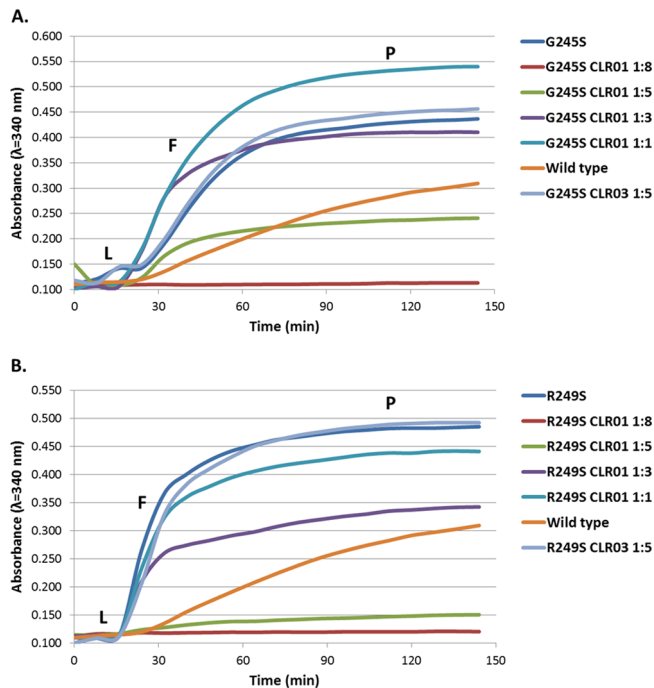 A.
0.600
0.550
0.500
0.450
0.400
0.350
0.300
0.250
0.200
0.150
0.100
Absorbance (λ=340 nm)
L
F
P
0
30
60
90
120
150
Time (min)
G245S
G245S CLR01 1:8
G245S CLR01 1:5
G245S CLR01 1:3
G245S CLR01 1:1
Wild type
G245S CLR03 1:5
B.
0.550
0.500
0.450
0.400
0.350
0.300
0.250
0.200
0.150
0.100
Absorbance (λ=340 nm)
L
F
P
0
30
60
90
120
150
Time (min)
R249S
R249S CLR01 1:8
R249S CLR01 1:5
R249S CLR01 1:3
R249S CLR01 1:1
Wild type
R249S CLR03 1:5